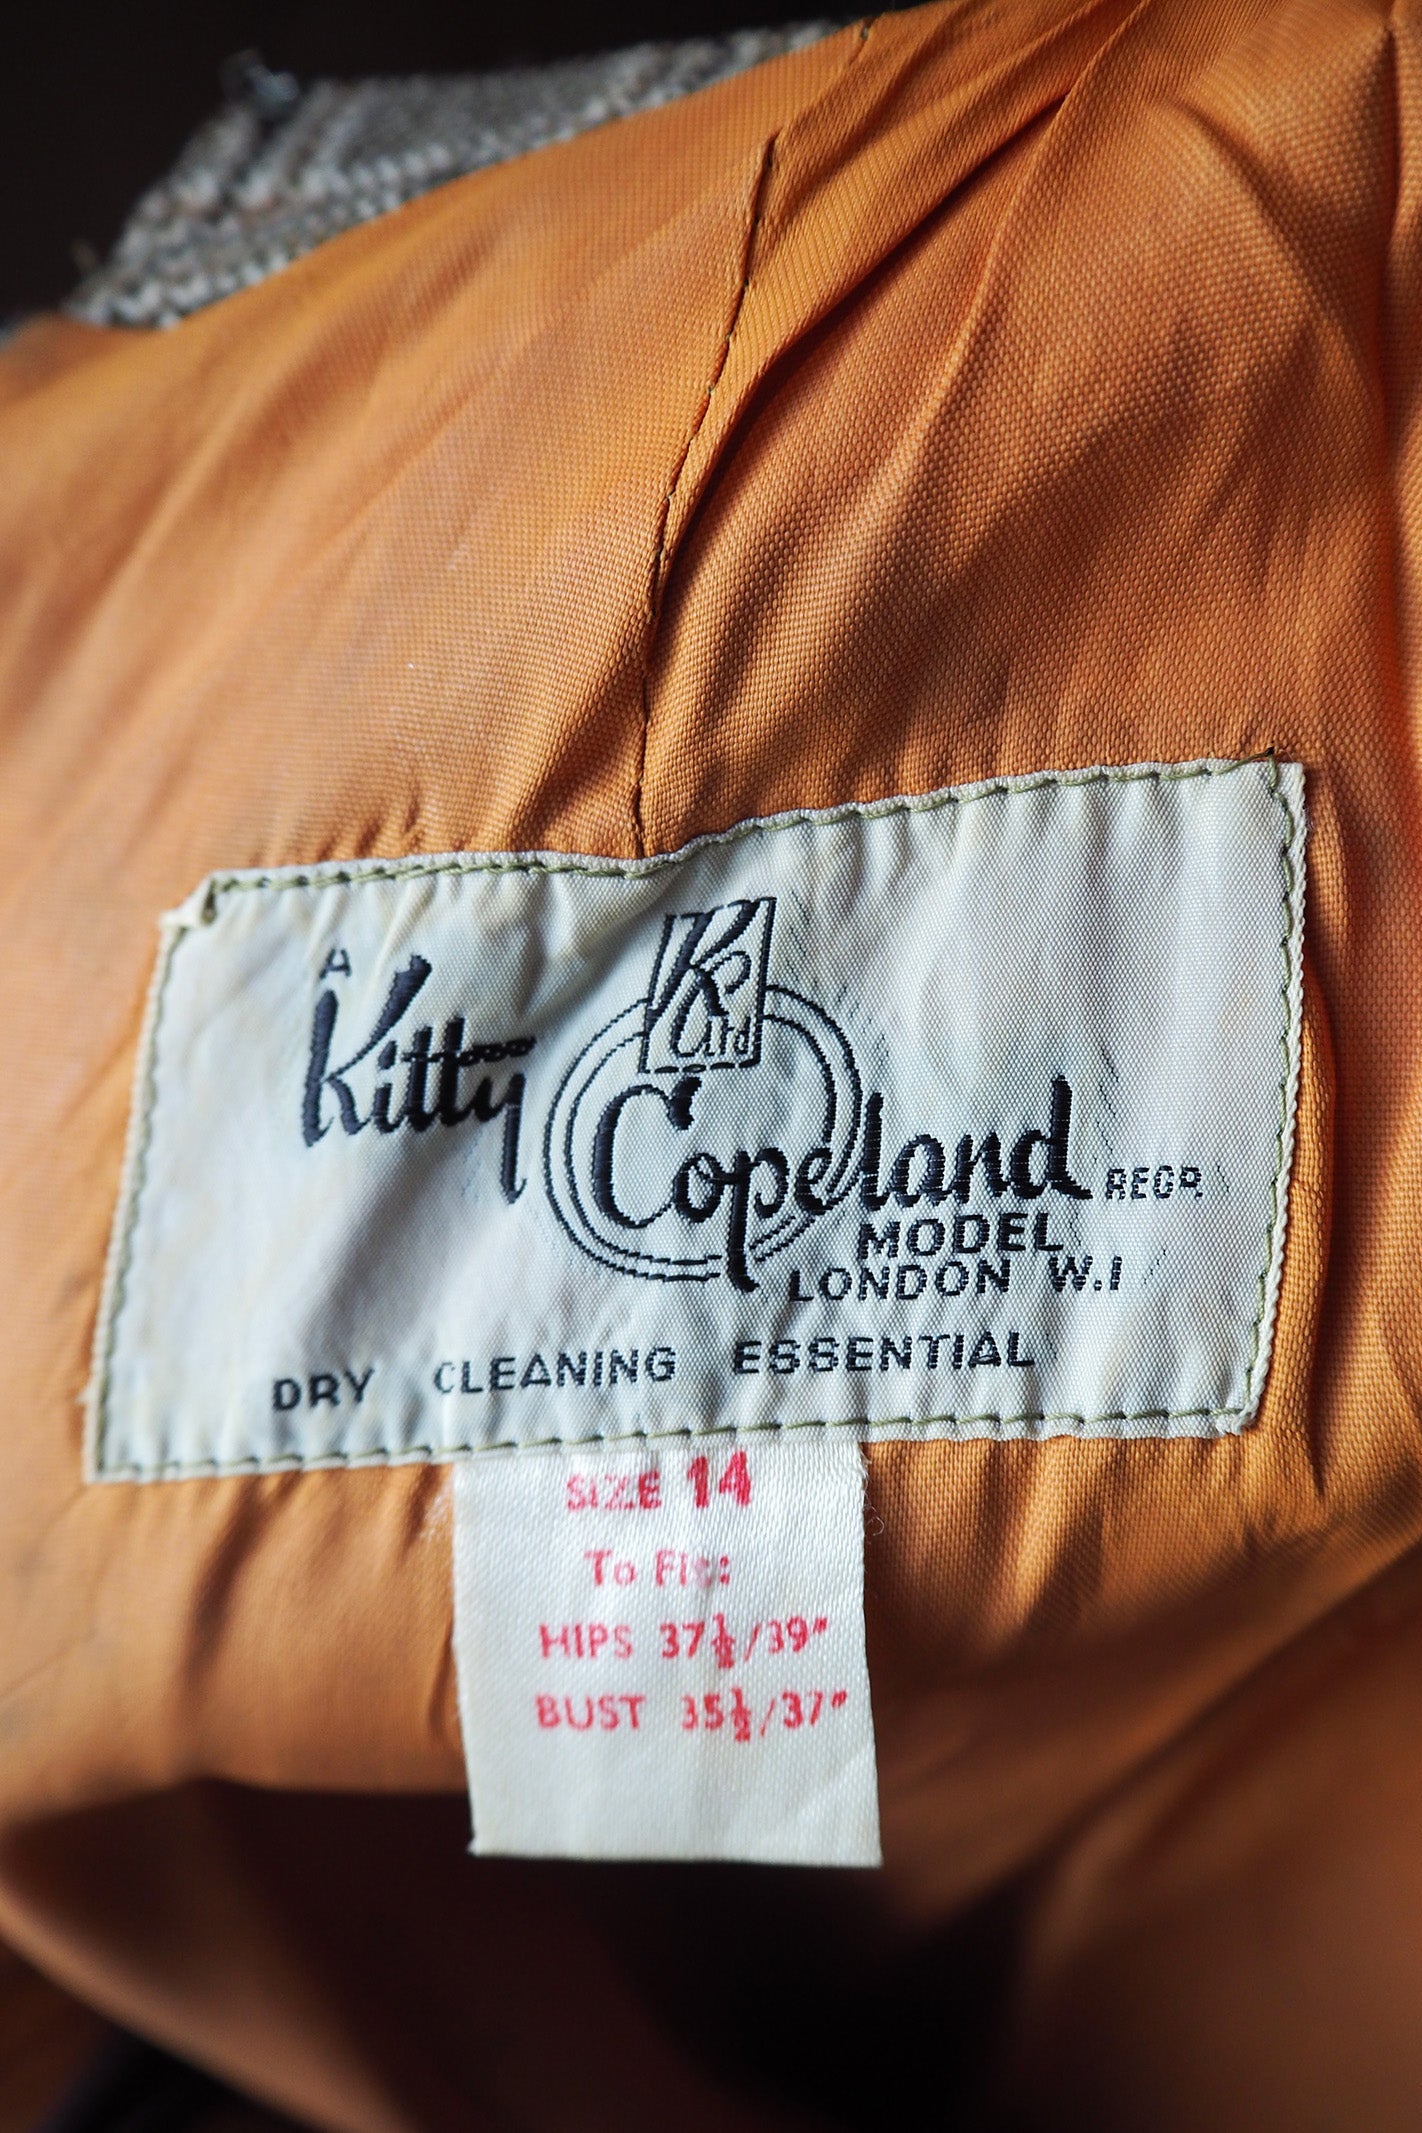 A
Kitty Copeland REGD.
K
C Ltd
MODEL
LONDON W.1
DRY CLEANING ESSENTIAL
SIZE 14
To Fit:
HIPS 37½/39"
BUST 35½/37"